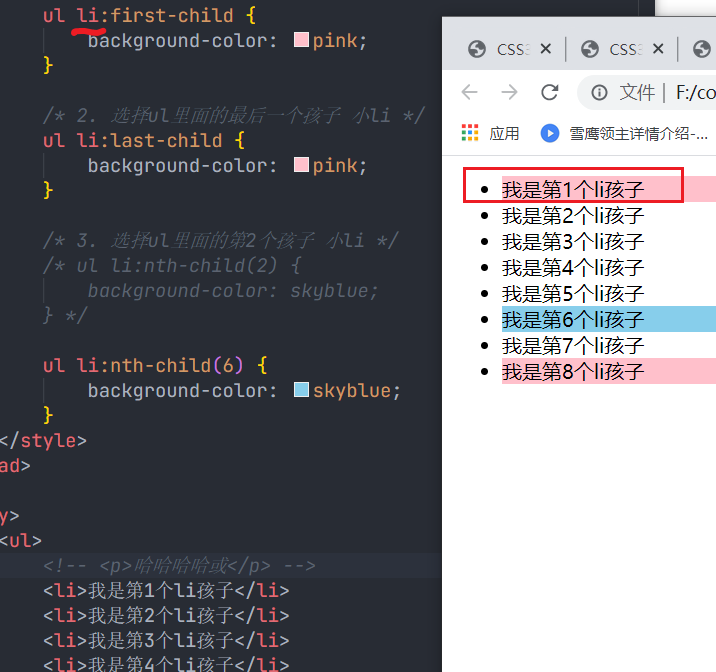 ul li:first-child {
background-color: pink;
}
/* 2. 选择ul里面的最后一个孩子 小li */
ul li:last-child {
background-color: pink;
}
/* 3. 选择ul里面的第2个孩子 小li */
/* ul li:nth-child(2) {
background-color: skyblue;
} */
ul li:nth-child(6) {
background-color: skyblue;
}
</style>
ad>
y>
<ul>
<!-- <p>哈哈哈哈或</p> -->
<li>我是第1个li孩子</li>
<li>我是第2个li孩子</li>
<li>我是第3个li孩子</li>
<li>我是第4个li孩子</li>
CSS3 × CSS3 ×
文件 | F:/co
应用 雪鹰领主详情介绍-...
我是第1个li孩子
我是第2个li孩子
我是第3个li孩子
我是第4个li孩子
我是第5个li孩子
我是第6个li孩子
我是第7个li孩子
我是第8个li孩子